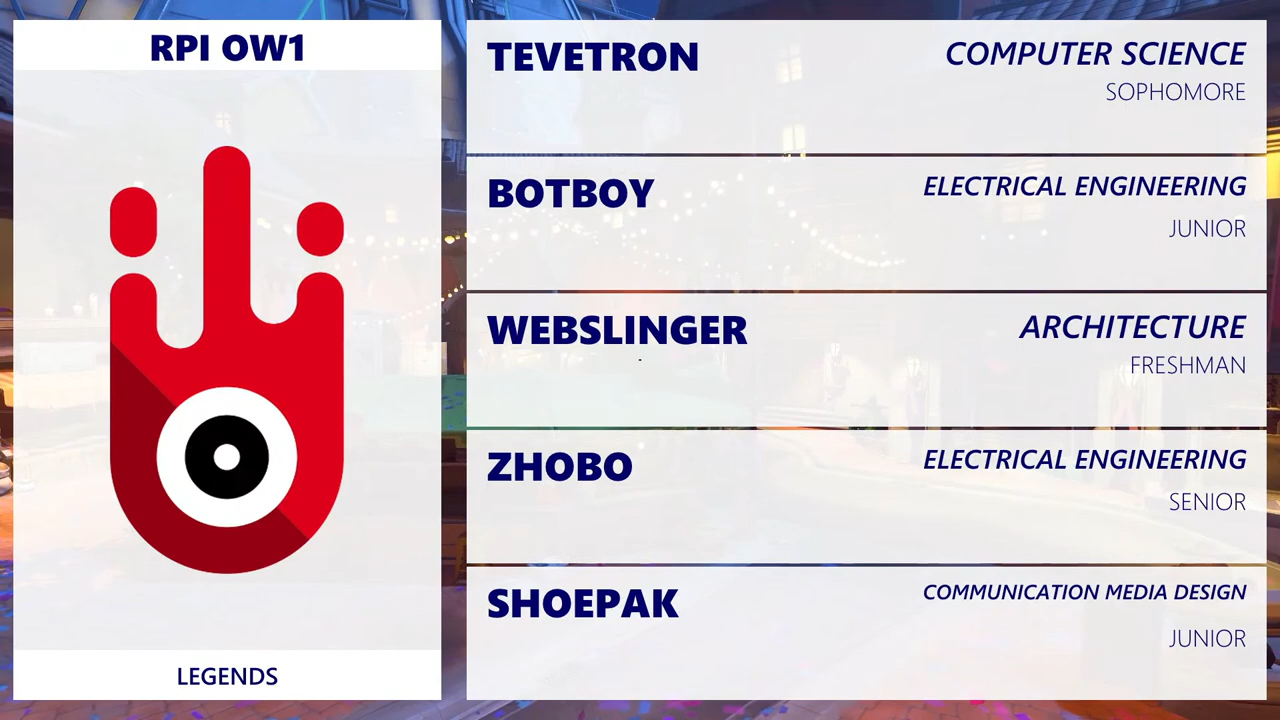 RPI OW1
LEGENDS
TEVETRON
COMPUTER SCIENCE
SOPHOMORE
BOTBOY
ELECTRICAL ENGINEERING
JUNIOR
WEBSLINGER
ARCHITECTURE
FRESHMAN
ZHOBO
ELECTRICAL ENGINEERING
SENIOR
SHOEPAK
COMMUNICATION MEDIA DESIGN
JUNIOR